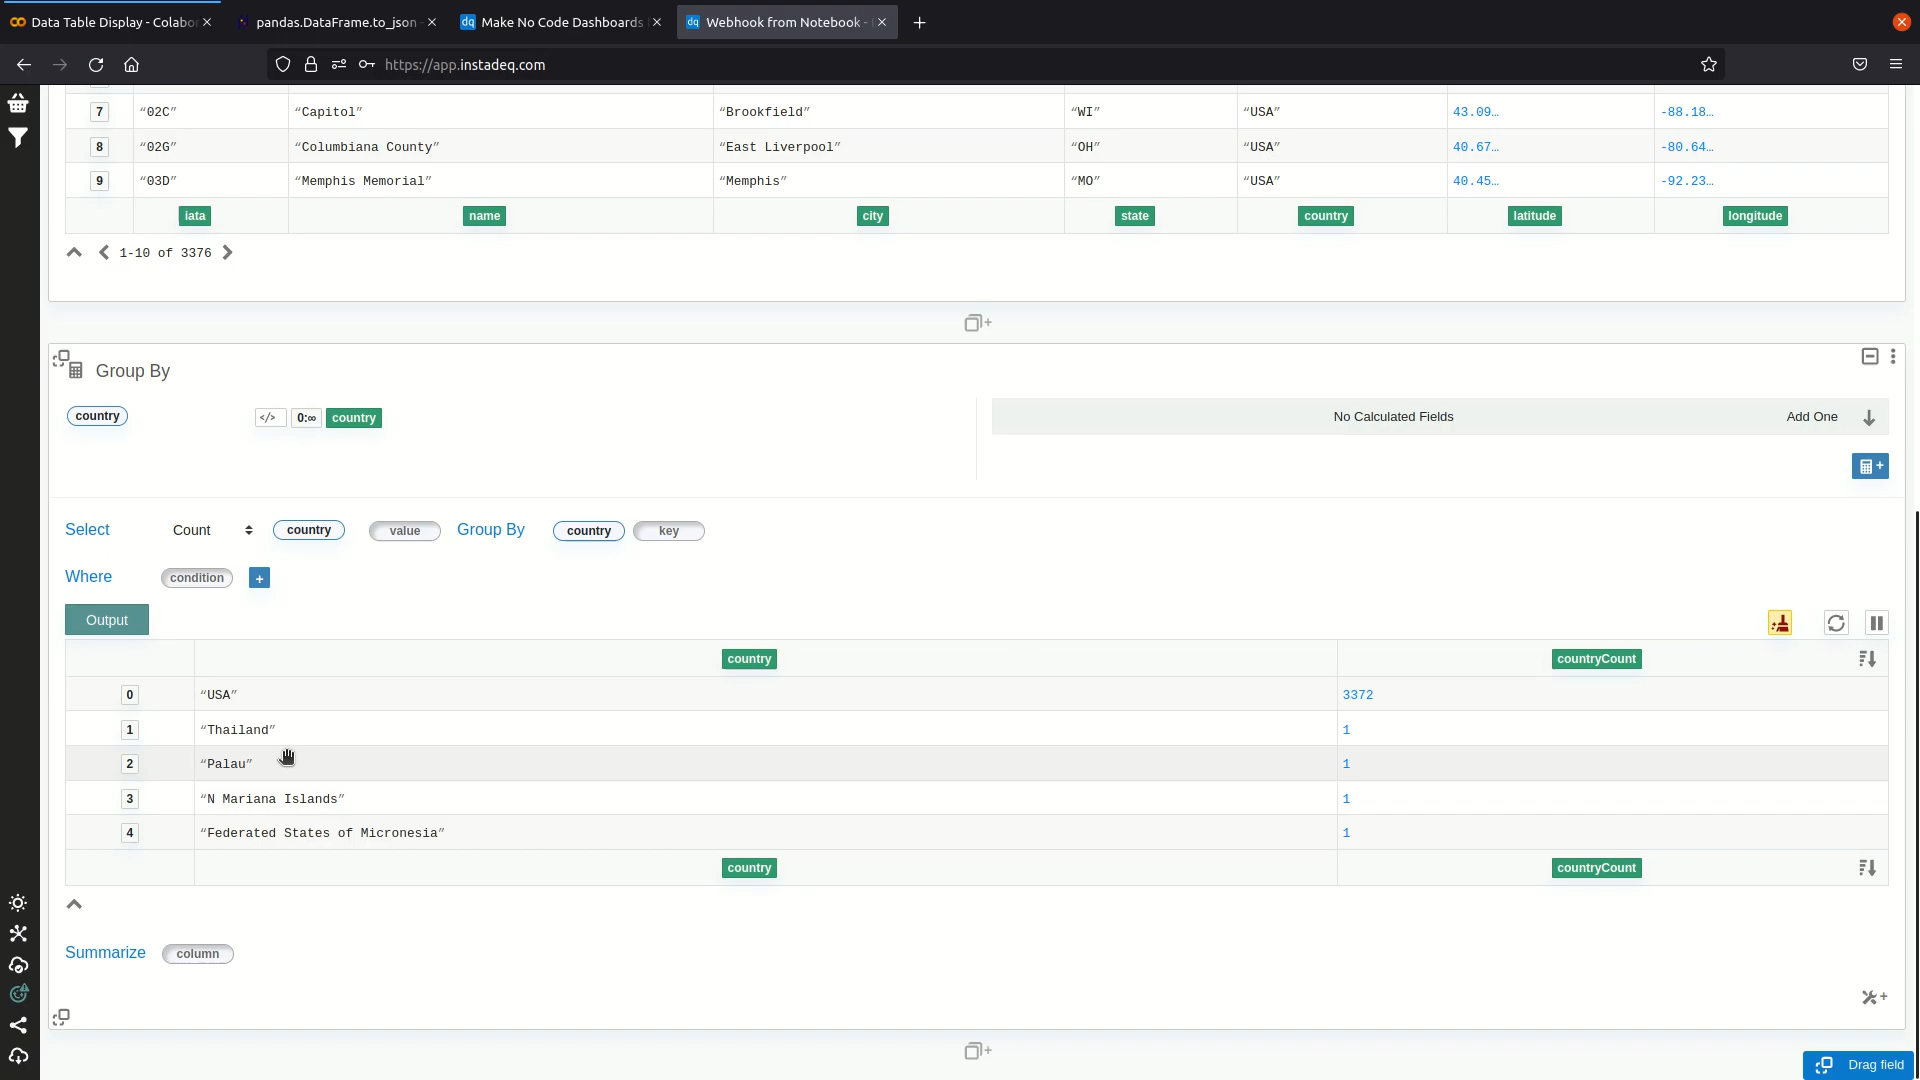 Data Table Display - Colabor
pandas.DataFrame.to_json -
dq Make No Code Dashboards
dq Webhook from Notebook -
https://app.instadeq.com
7 “02C” “Capitol” “Brookfield” “WI” “USA” 43.09… -88.18…
8 “02G” “Columbiana County” “East Liverpool” “OH” “USA” 40.67… -80.64…
9 “03D” “Memphis Memorial” “Memphis” “MO” “USA” 40.45… -92.23…
iata name city state country latitude longitude
1-10 of 3376
Group By
country </> 0:∞ country No Calculated Fields Add One
Select Count country value Group By country key
Where condition +
Output
country countryCount
0 “USA” 3372
1 “Thailand” 1
2 “Palau” 1
3 “N Mariana Islands” 1
4 “Federated States of Micronesia” 1
country countryCount
Summarize column
Drag field